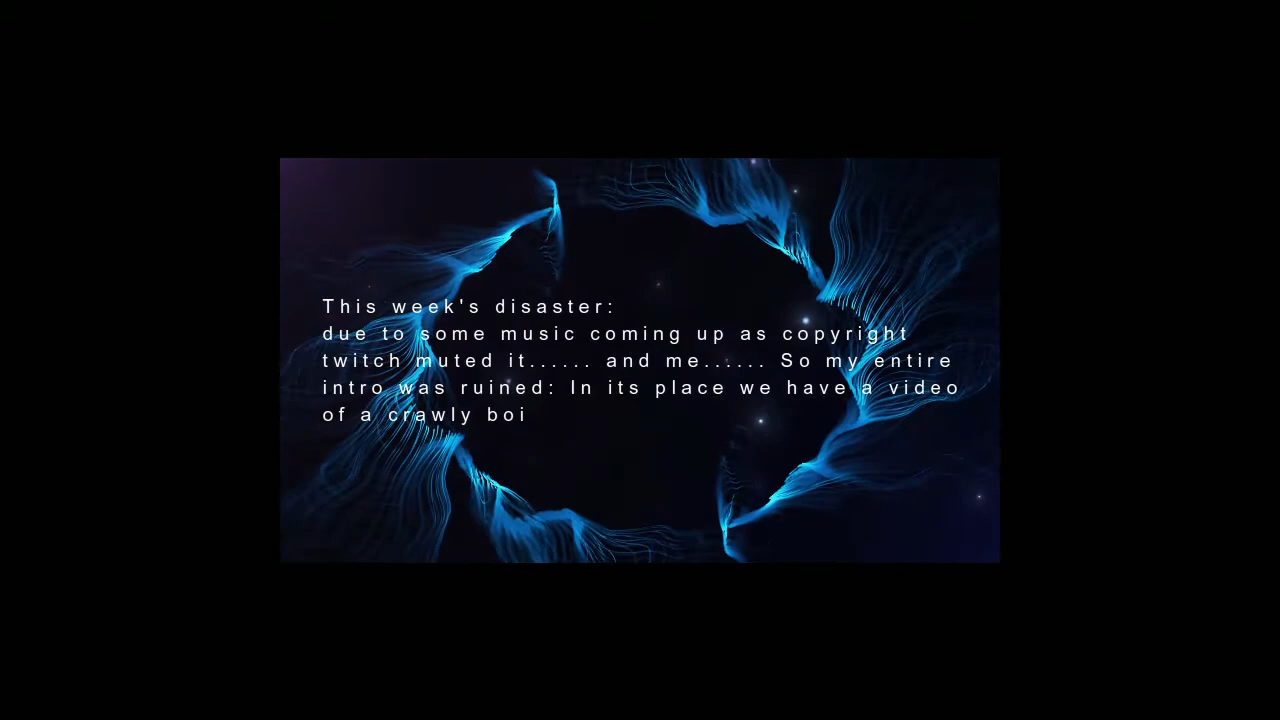 This week's disaster:
due to some music coming up as copyright
twitch muted it...... and me...... So my entire
intro was ruined: In its place we have a video
of a crawly boi